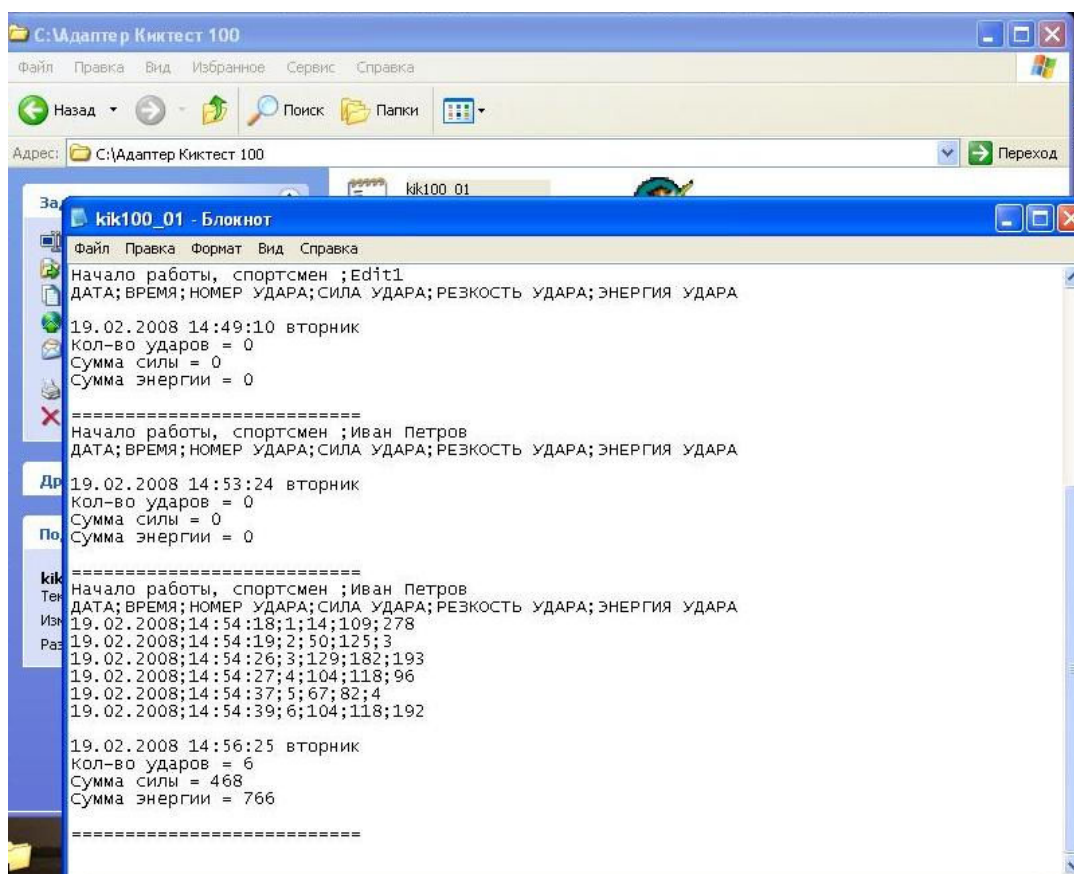 C:\Адаптер Киктест 100
Файл Правка Вид Избранное Сервис Справка
Назад Поиск Папки
Адрес: C:\Адаптер Киктест 100 Переход
kik100_01
kik100_01 - Блокнот
Файл Правка Формат Вид Справка
Начало работы, спортсмен ;Edit1
ДАТА;ВРЕМЯ;НОМЕР УДАРА;СИЛА УДАРА;РЕЗКОСТЬ УДАРА;ЭНЕРГИЯ УДАРА
19.02.2008 14:49:10 вторник
Кол-во ударов = 0
Сумма силы = 0
Сумма энергии = 0
===========================
Начало работы, спортсмен ;Иван Петров
ДАТА;ВРЕМЯ;НОМЕР УДАРА;СИЛА УДАРА;РЕЗКОСТЬ УДАРА;ЭНЕРГИЯ УДАРА
19.02.2008 14:53:24 вторник
Кол-во ударов = 0
Сумма силы = 0
Сумма энергии = 0
===========================
Начало работы, спортсмен ;Иван Петров
ДАТА;ВРЕМЯ;НОМЕР УДАРА;СИЛА УДАРА;РЕЗКОСТЬ УДАРА;ЭНЕРГИЯ УДАРА
19.02.2008;14:54:18;1;14;109;278
19.02.2008;14:54:19;2;50;125;3
19.02.2008;14:54:26;3;129;182;193
19.02.2008;14:54:27;4;104;118;96
19.02.2008;14:54:37;5;67;82;4
19.02.2008;14:54:39;6;104;118;192
19.02.2008 14:56:25 вторник
Кол-во ударов = 6
Сумма силы = 468
Сумма энергии = 766
===========================